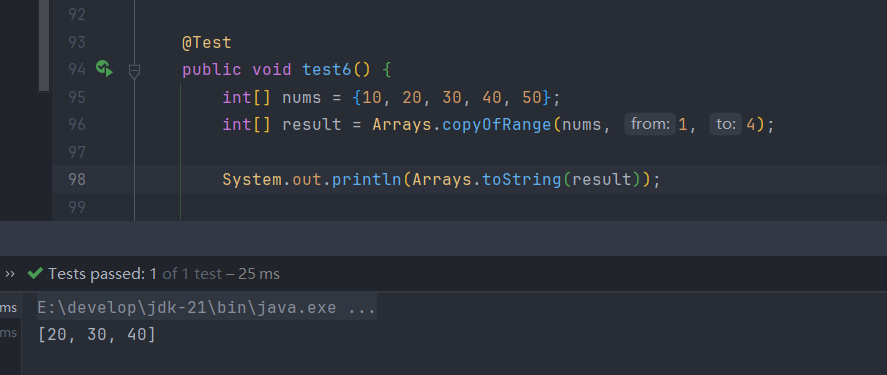 92
93 @Test
94 public void test6() {
95 int[] nums = {10, 20, 30, 40, 50};
96 int[] result = Arrays.copyOfRange(nums, from: 1, to: 4);
97
98 System.out.println(Arrays.toString(result));
99
›› Tests passed: 1 of 1 test – 25 ms
ms E:\develop\jdk-21\bin\java.exe ...
ms [20, 30, 40]